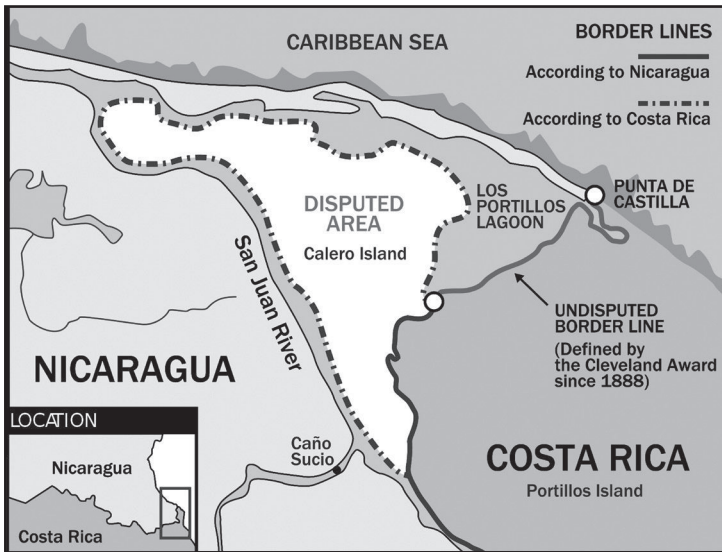 CARIBBEAN SEA
BORDER LINES
According to Nicaragua
According to Costa Rica
PUNTA DE
CASTILLA
LOS
PORTILLOS
LAGOON
DISPUTED
AREA
Calero Island
San Juan River
UNDISPUTED
BORDER LINE
(Defined by
the Cleveland Award
since 1888)
NICARAGUA
COSTA RICA
Portillos Island
Caño
Sucio
LOCATION
Nicaragua
Costa Rica